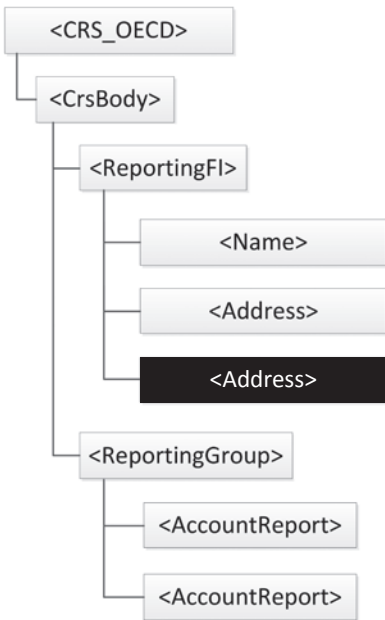 <CRS_OECD>
<CrsBody>
<ReportingFI>
<Name>
<Address>
<Address>
<ReportingGroup>
<AccountReport>
<AccountReport>